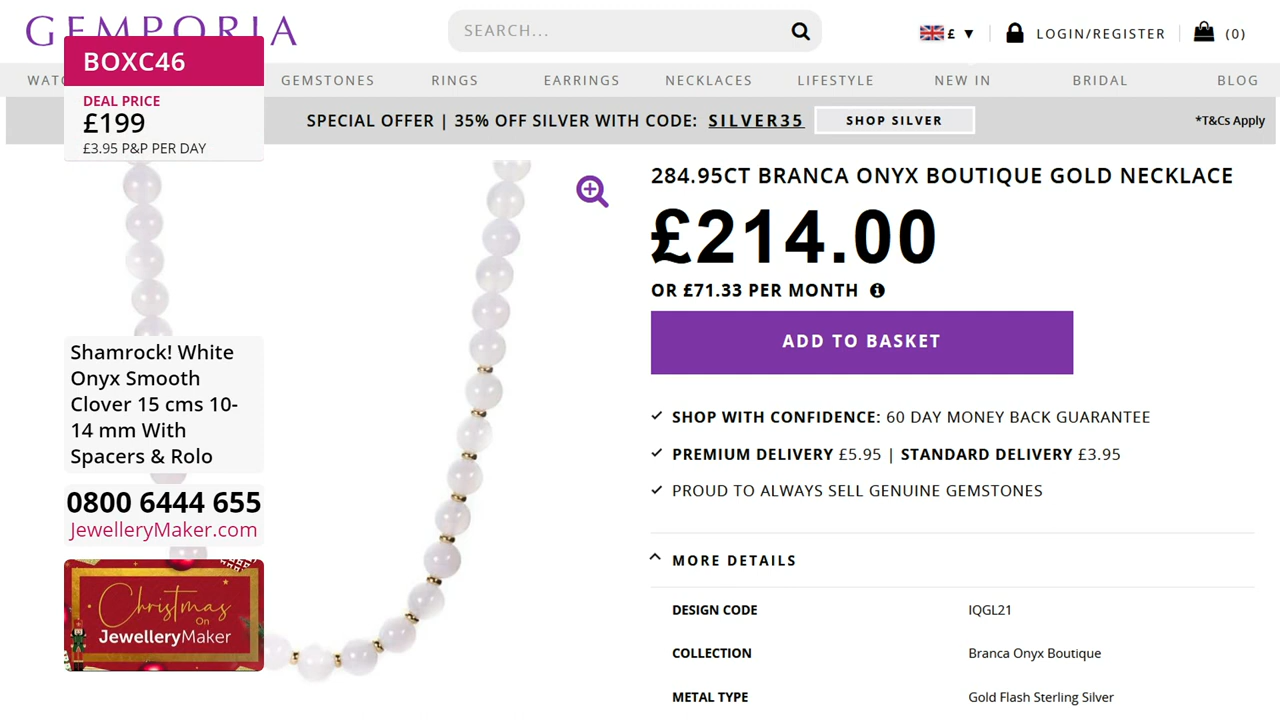 GEMPORIA
SEARCH...
£ ▼
LOGIN/REGISTER
(0)
GEMSTONES
RINGS
EARRINGS
NECKLACES
LIFESTYLE
NEW IN
BRIDAL
BLOG
SPECIAL OFFER | 35% OFF SILVER WITH CODE: SILVER35
SHOP SILVER
*T&Cs Apply
BOXC46
DEAL PRICE
£199
£3.95 P&P PER DAY
Shamrock! White
Onyx Smooth
Clover 15 cms 10-
14 mm With
Spacers & Rolo
0800 6444 655
JewelleryMaker.com
Christmas
On
JewelleryMaker
284.95CT BRANCA ONYX BOUTIQUE GOLD NECKLACE
£214.00
OR £71.33 PER MONTH
ADD TO BASKET
SHOP WITH CONFIDENCE: 60 DAY MONEY BACK GUARANTEE
PREMIUM DELIVERY £5.95 | STANDARD DELIVERY £3.95
PROUD TO ALWAYS SELL GENUINE GEMSTONES
MORE DETAILS
DESIGN CODE IQGL21
COLLECTION Branca Onyx Boutique
METAL TYPE Gold Flash Sterling Silver